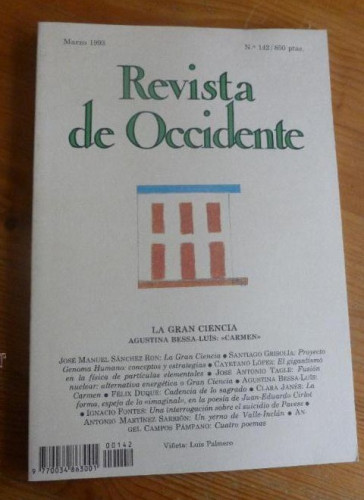 Marzo 1993 N.º 142/850 ptas.
Revista
de Occidente
LA GRAN CIENCIA
AGUSTINA BESSA-LUÍS: «CARMEN»
JOSÉ MANUEL SÁNCHEZ RON: La Gran Ciencia ● SANTIAGO GRISOLÍA: Proyecto
Genoma Humano: conceptos y estrategias ● CAYETANO LÓPEZ: El gigantismo
en la física de partículas elementales ● JOSÉ ANTONIO TAGLE: Fusión
nuclear: alternativa energética o Gran Ciencia ● AGUSTINA BESSA-LUÍS:
Carmen ● FÉLIX DUQUE: Cadencia de lo sagrado ● CLARA JANÉS: La
forma, espejo de lo «imaginal», en la poesía de Juan-Eduardo Cirlot
● IGNACIO FONTES: Una interrogación sobre el suicidio de Pavese ●
ANTONIO MARTÍNEZ SARRIÓN: Un yerno de Valle-Inclán ● ÁN-
GEL CAMPOS PÁMPANO: Cuatro poemas
00142
9 770034 863001
Viñeta: Luis Palmero